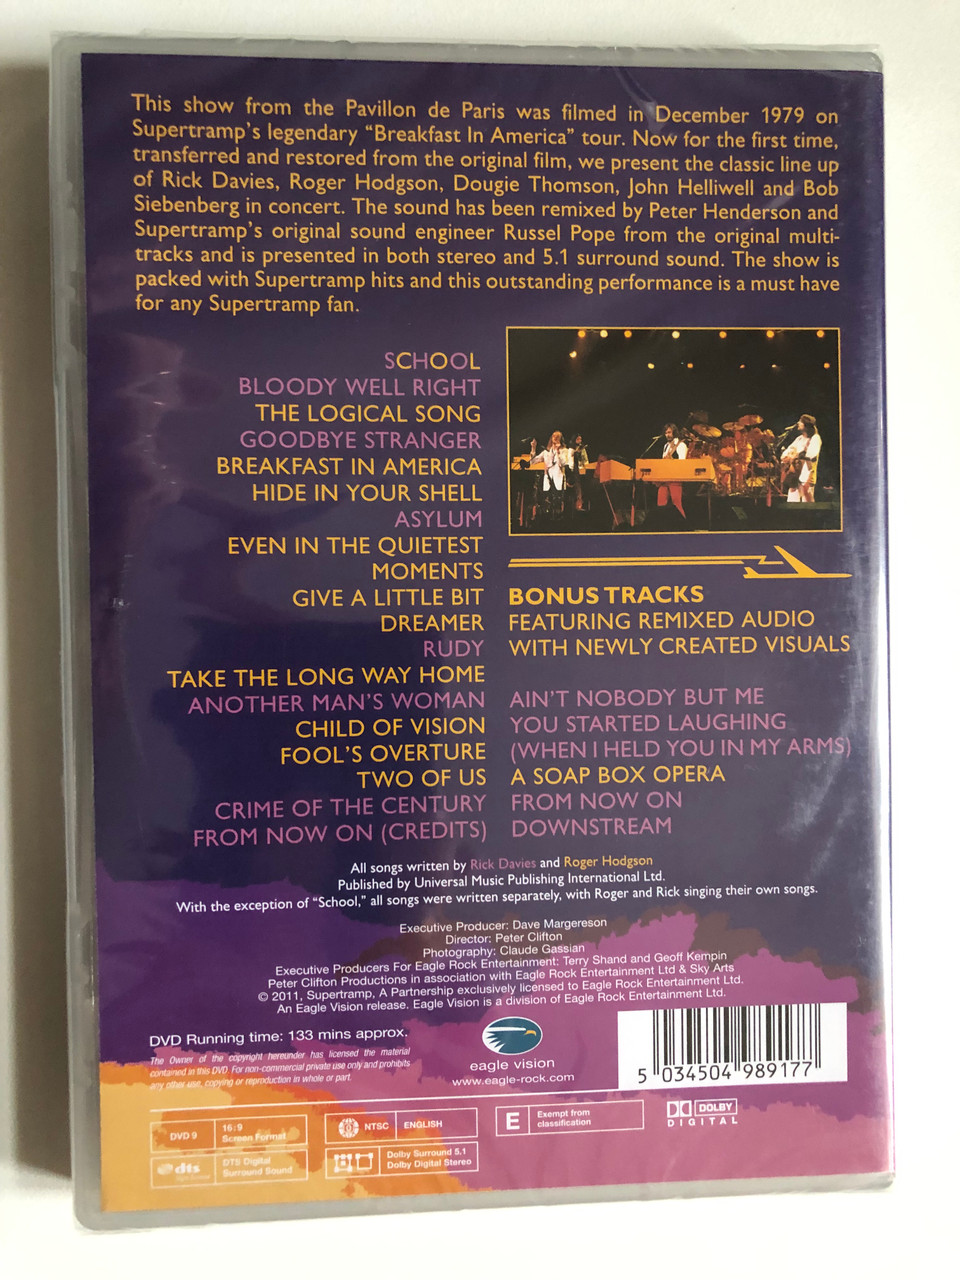 This show from the Pavillon de Paris was filmed in December 1979 on
Supertramp's legendary “Breakfast In America” tour. Now for the first time,
transferred and restored from the original film, we present the classic line up
of Rick Davies, Roger Hodgson, Dougie Thomson, John Helliwell and Bob
Siebenberg in concert. The sound has been remixed by Peter Henderson and
Supertramp's original sound engineer Russel Pope from the original multi-
tracks and is presented in both stereo and 5.1 surround sound. The show is
packed with Supertramp hits and this outstanding performance is a must have
for any Supertramp fan.
SCHOOL
BLOODY WELL RIGHT
THE LOGICAL SONG
GOODBYE STRANGER
BREAKFAST IN AMERICA
HIDE IN YOUR SHELL
ASYLUM
EVEN IN THE QUIETEST
MOMENTS
GIVE A LITTLE BIT
DREAMER
RUDY
TAKE THE LONG WAY HOME
ANOTHER MAN'S WOMAN
CHILD OF VISION
FOOL'S OVERTURE
TWO OF US
CRIME OF THE CENTURY
FROM NOW ON (CREDITS)
BONUS TRACKS
FEATURING REMIXED AUDIO
WITH NEWLY CREATED VISUALS
AIN'T NOBODY BUT ME
YOU STARTED LAUGHING
(WHEN I HELD YOU IN MY ARMS)
A SOAP BOX OPERA
FROM NOW ON
DOWNSTREAM
All songs written by Rick Davies and Roger Hodgson
Published by Universal Music Publishing International Ltd.
With the exception of “School,” all songs were written separately, with Roger and Rick singing their own songs.
Executive Producer: Dave Margereson
Director: Peter Clifton
Photography: Claude Gassian
Executive Producers For Eagle Rock Entertainment: Terry Shand and Geoff Kempin
Peter Clifton Productions in association with Eagle Rock Entertainment Ltd & Sky Arts
© 2011, Supertramp, A Partnership exclusively licensed to Eagle Rock Entertainment Ltd.
An Eagle Vision release. Eagle Vision is a division of Eagle Rock Entertainment Ltd.
DVD Running time: 133 mins approx.
The Owner of the copyright hereunder has licensed the material
contained in this DVD. For non-commercial private use only and prohibits
any other use, copying or reproduction in whole or part.
eagle vision
www.eagle-rock.com
5 034504 989177
DVD 9
16:9
Screen Format
dts
DTS Digital
Surround Sound
NTSC
ENGLISH
Dolby Surround 5.1
Dolby Digital Stereo
E
Exempt from
classification
DOLBY
DIGITAL